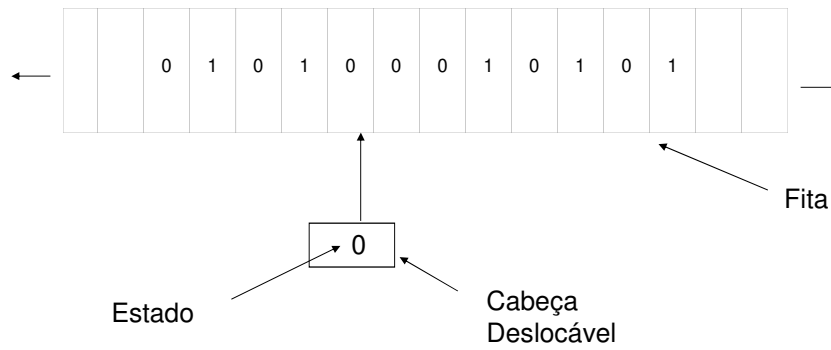 0 1 0 1 0 0 0 1 0 1 0 1
Fita
0
Estado
Cabeça
Deslocável